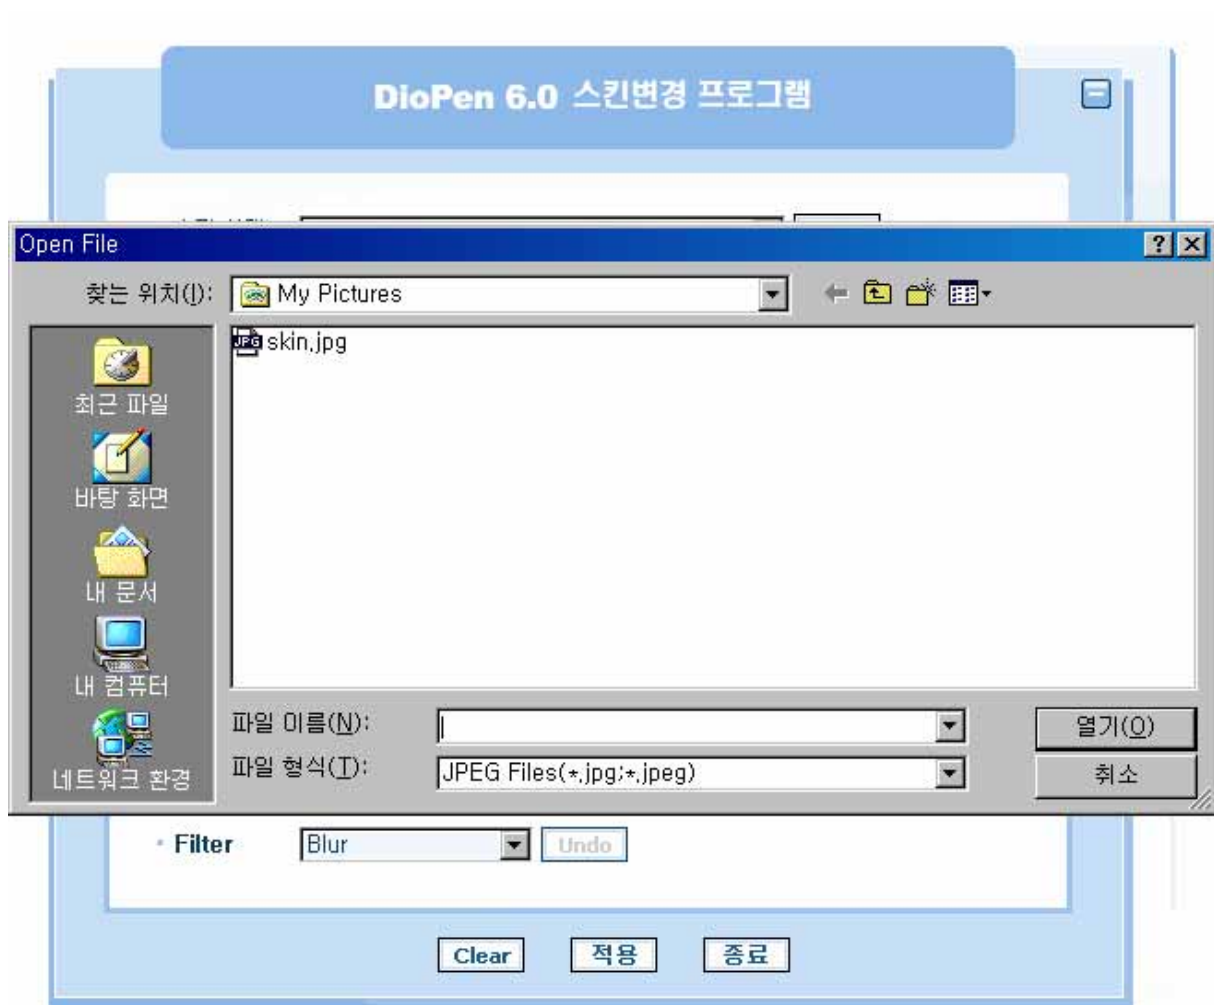 DioPen 6.0 스킨변경 프로그램
Open File
찾는 위치(I):
My Pictures
JPG skin.jpg
최근 파일
바탕 화면
내 문서
내 컴퓨터
네트워크 환경
파일 이름(N):
열기(O)
파일 형식(T):
JPEG Files(*.jpg;*.jpeg)
취소
· Filter
Blur
Undo
Clear
적용
종료